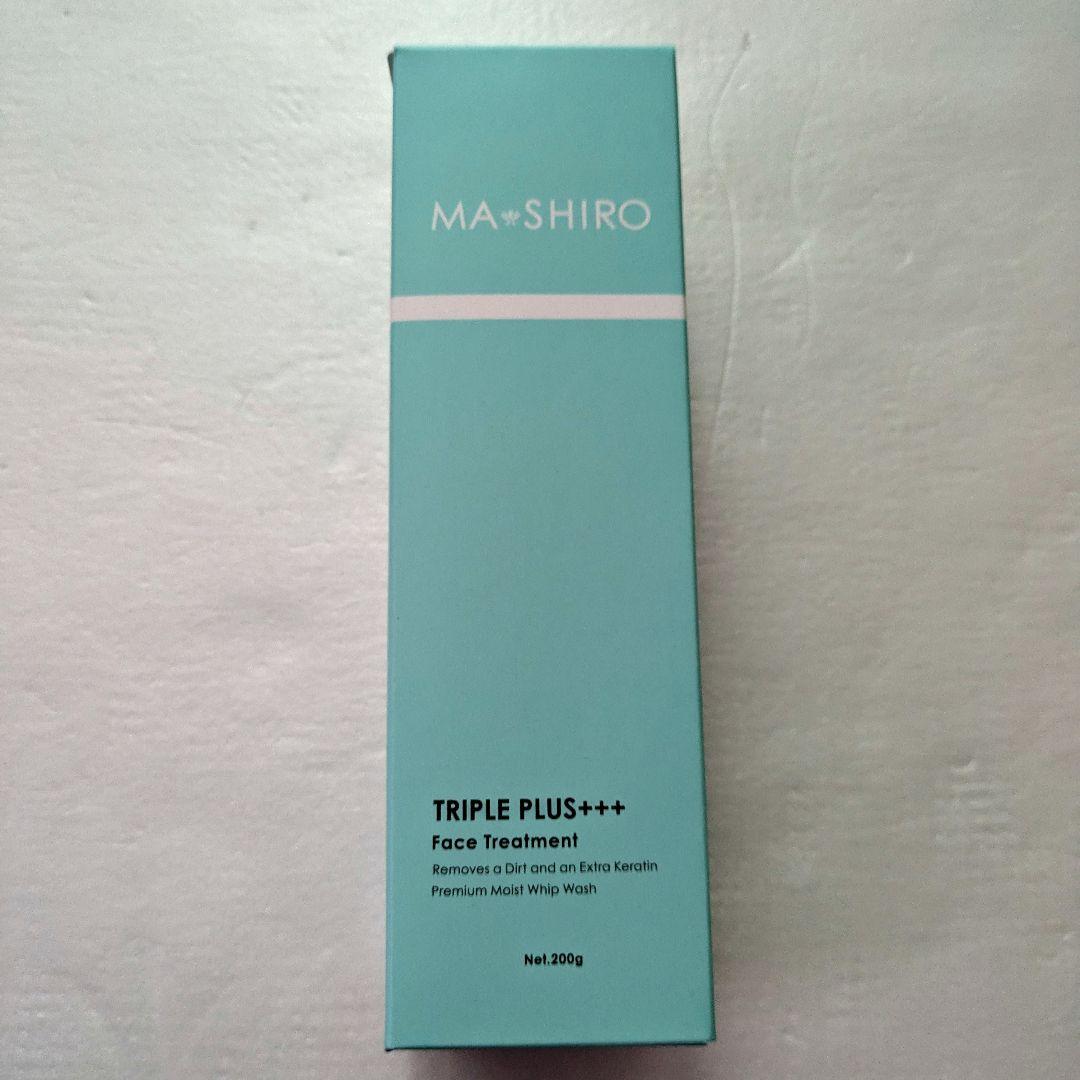 MA SHIRO
TRIPLE PLUS+++
Face Treatment
Removes a Dirt and an Extra Keratin
Premium Moist Whip Wash
Net.200g